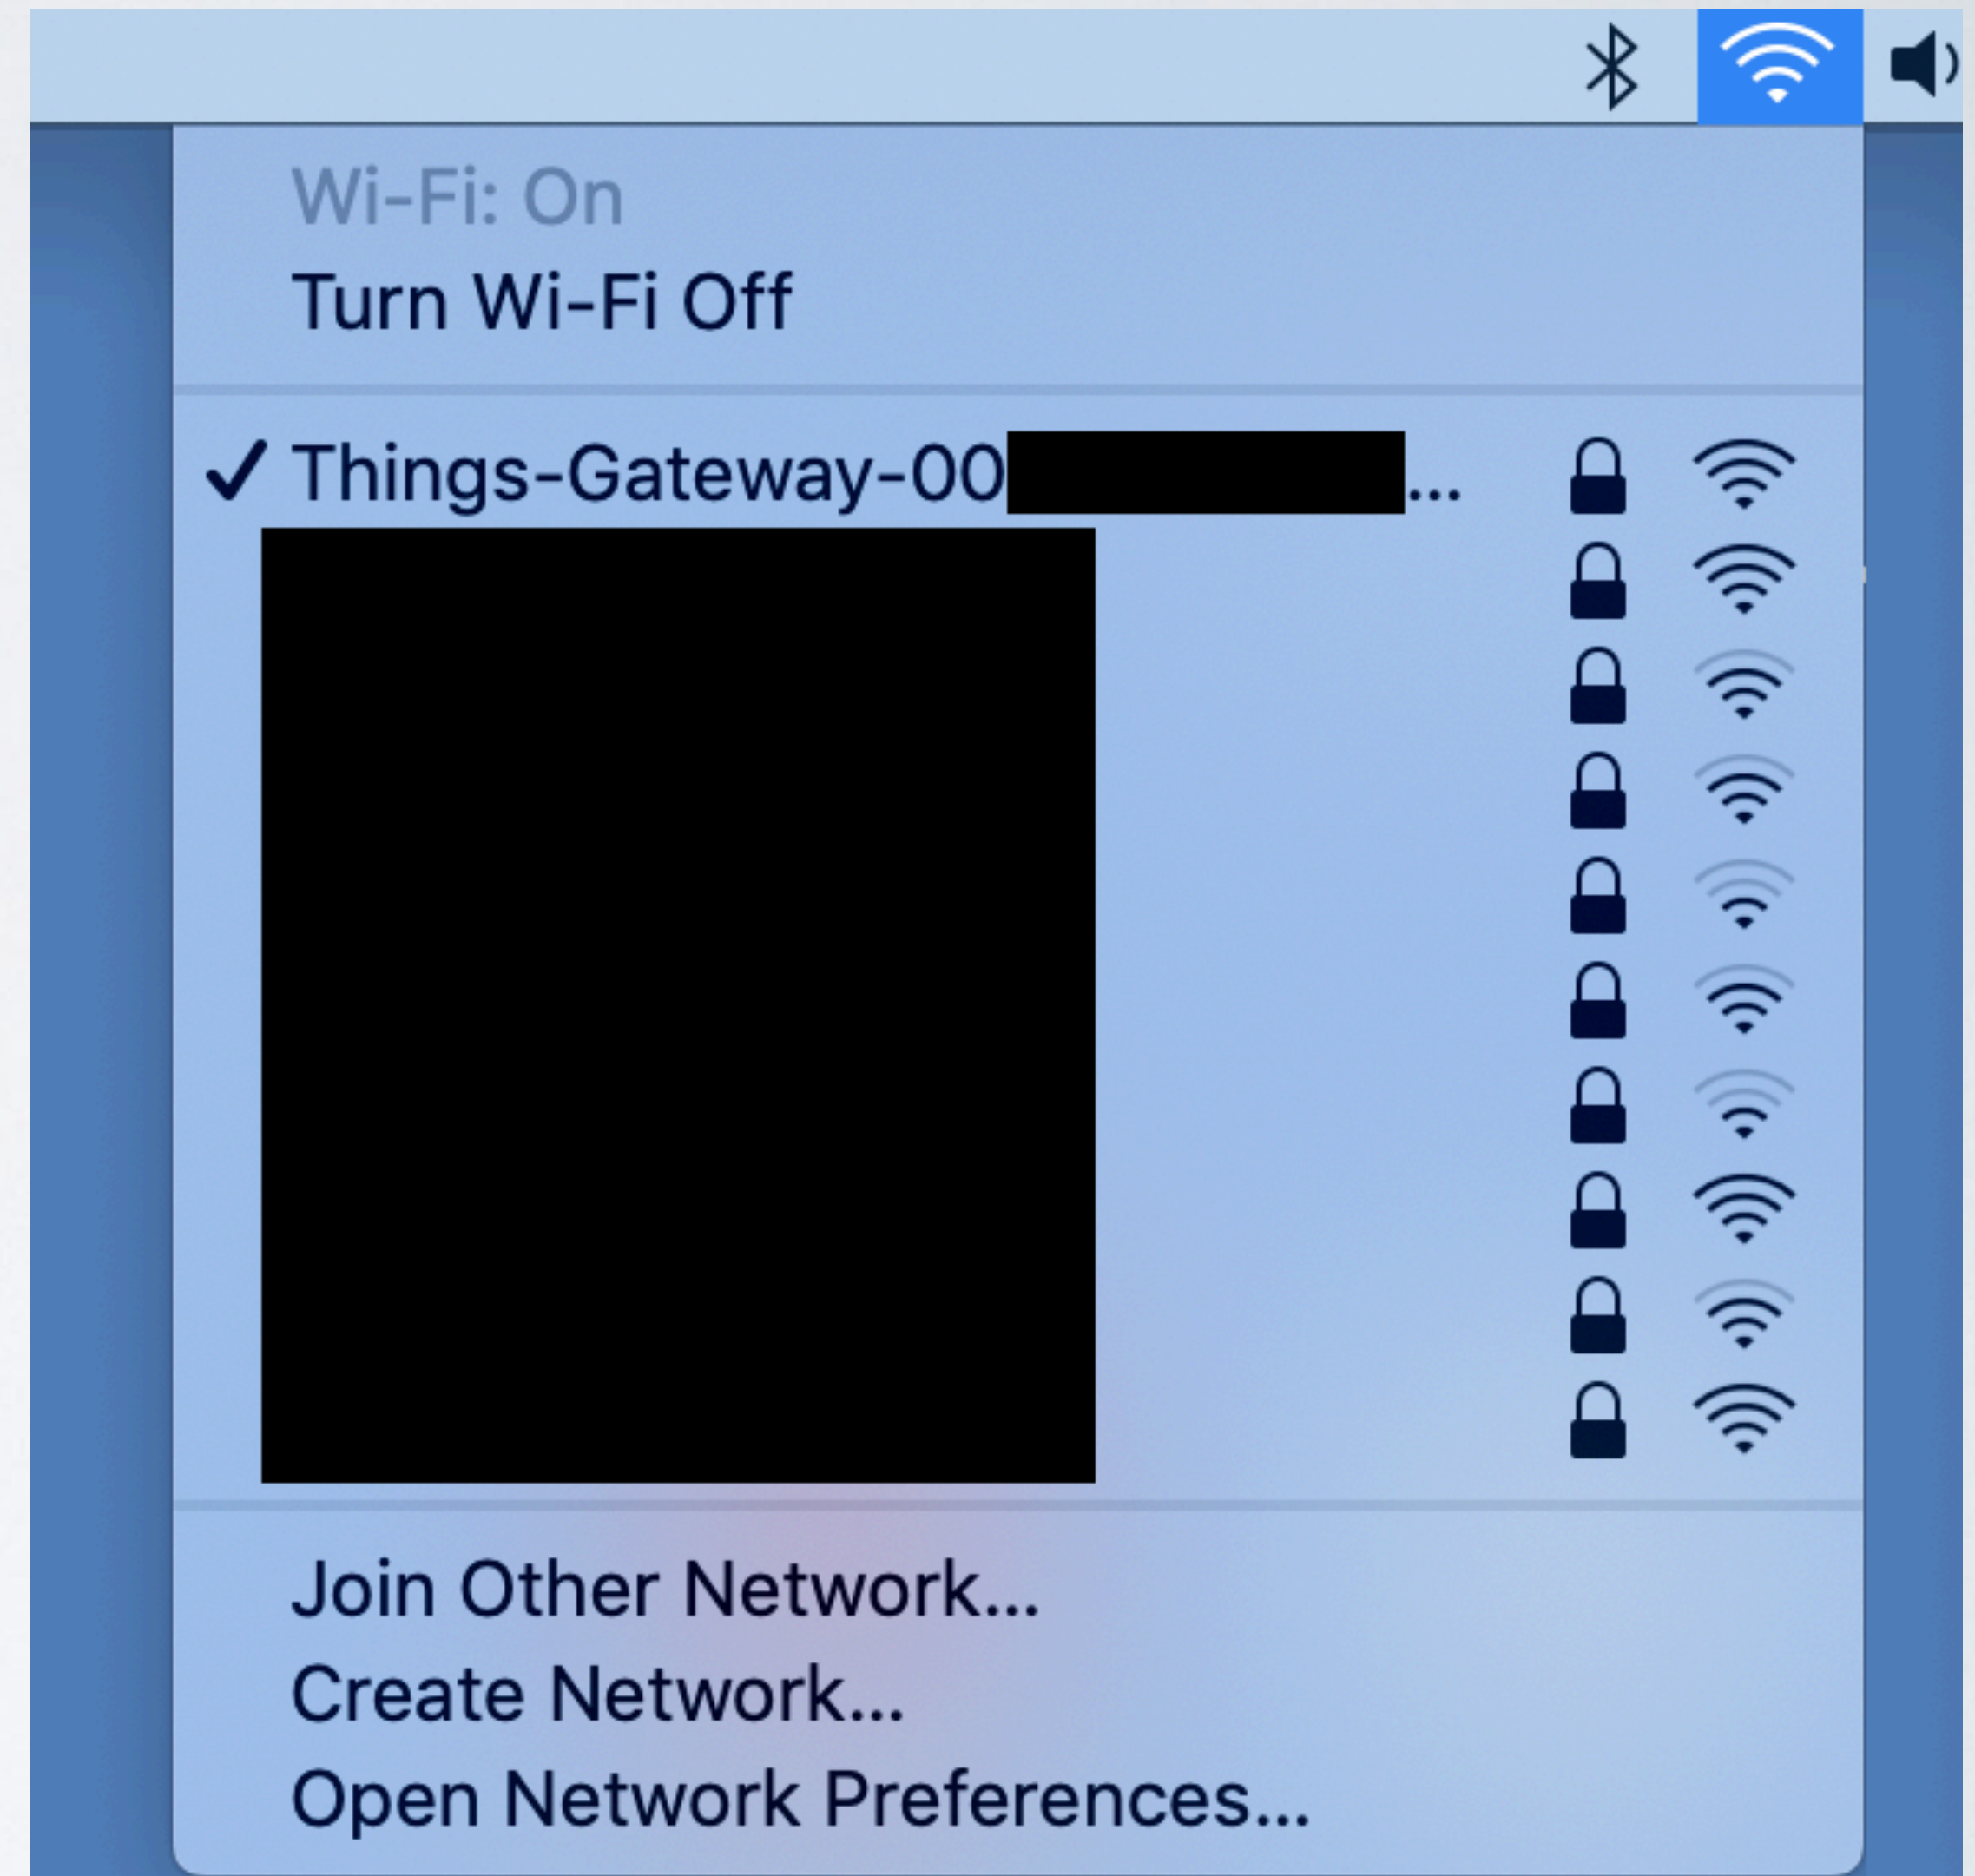 Wi-Fi: On
Turn Wi-Fi Off
Things-Gateway-00...
Join Other Network...
Create Network...
Open Network Preferences...